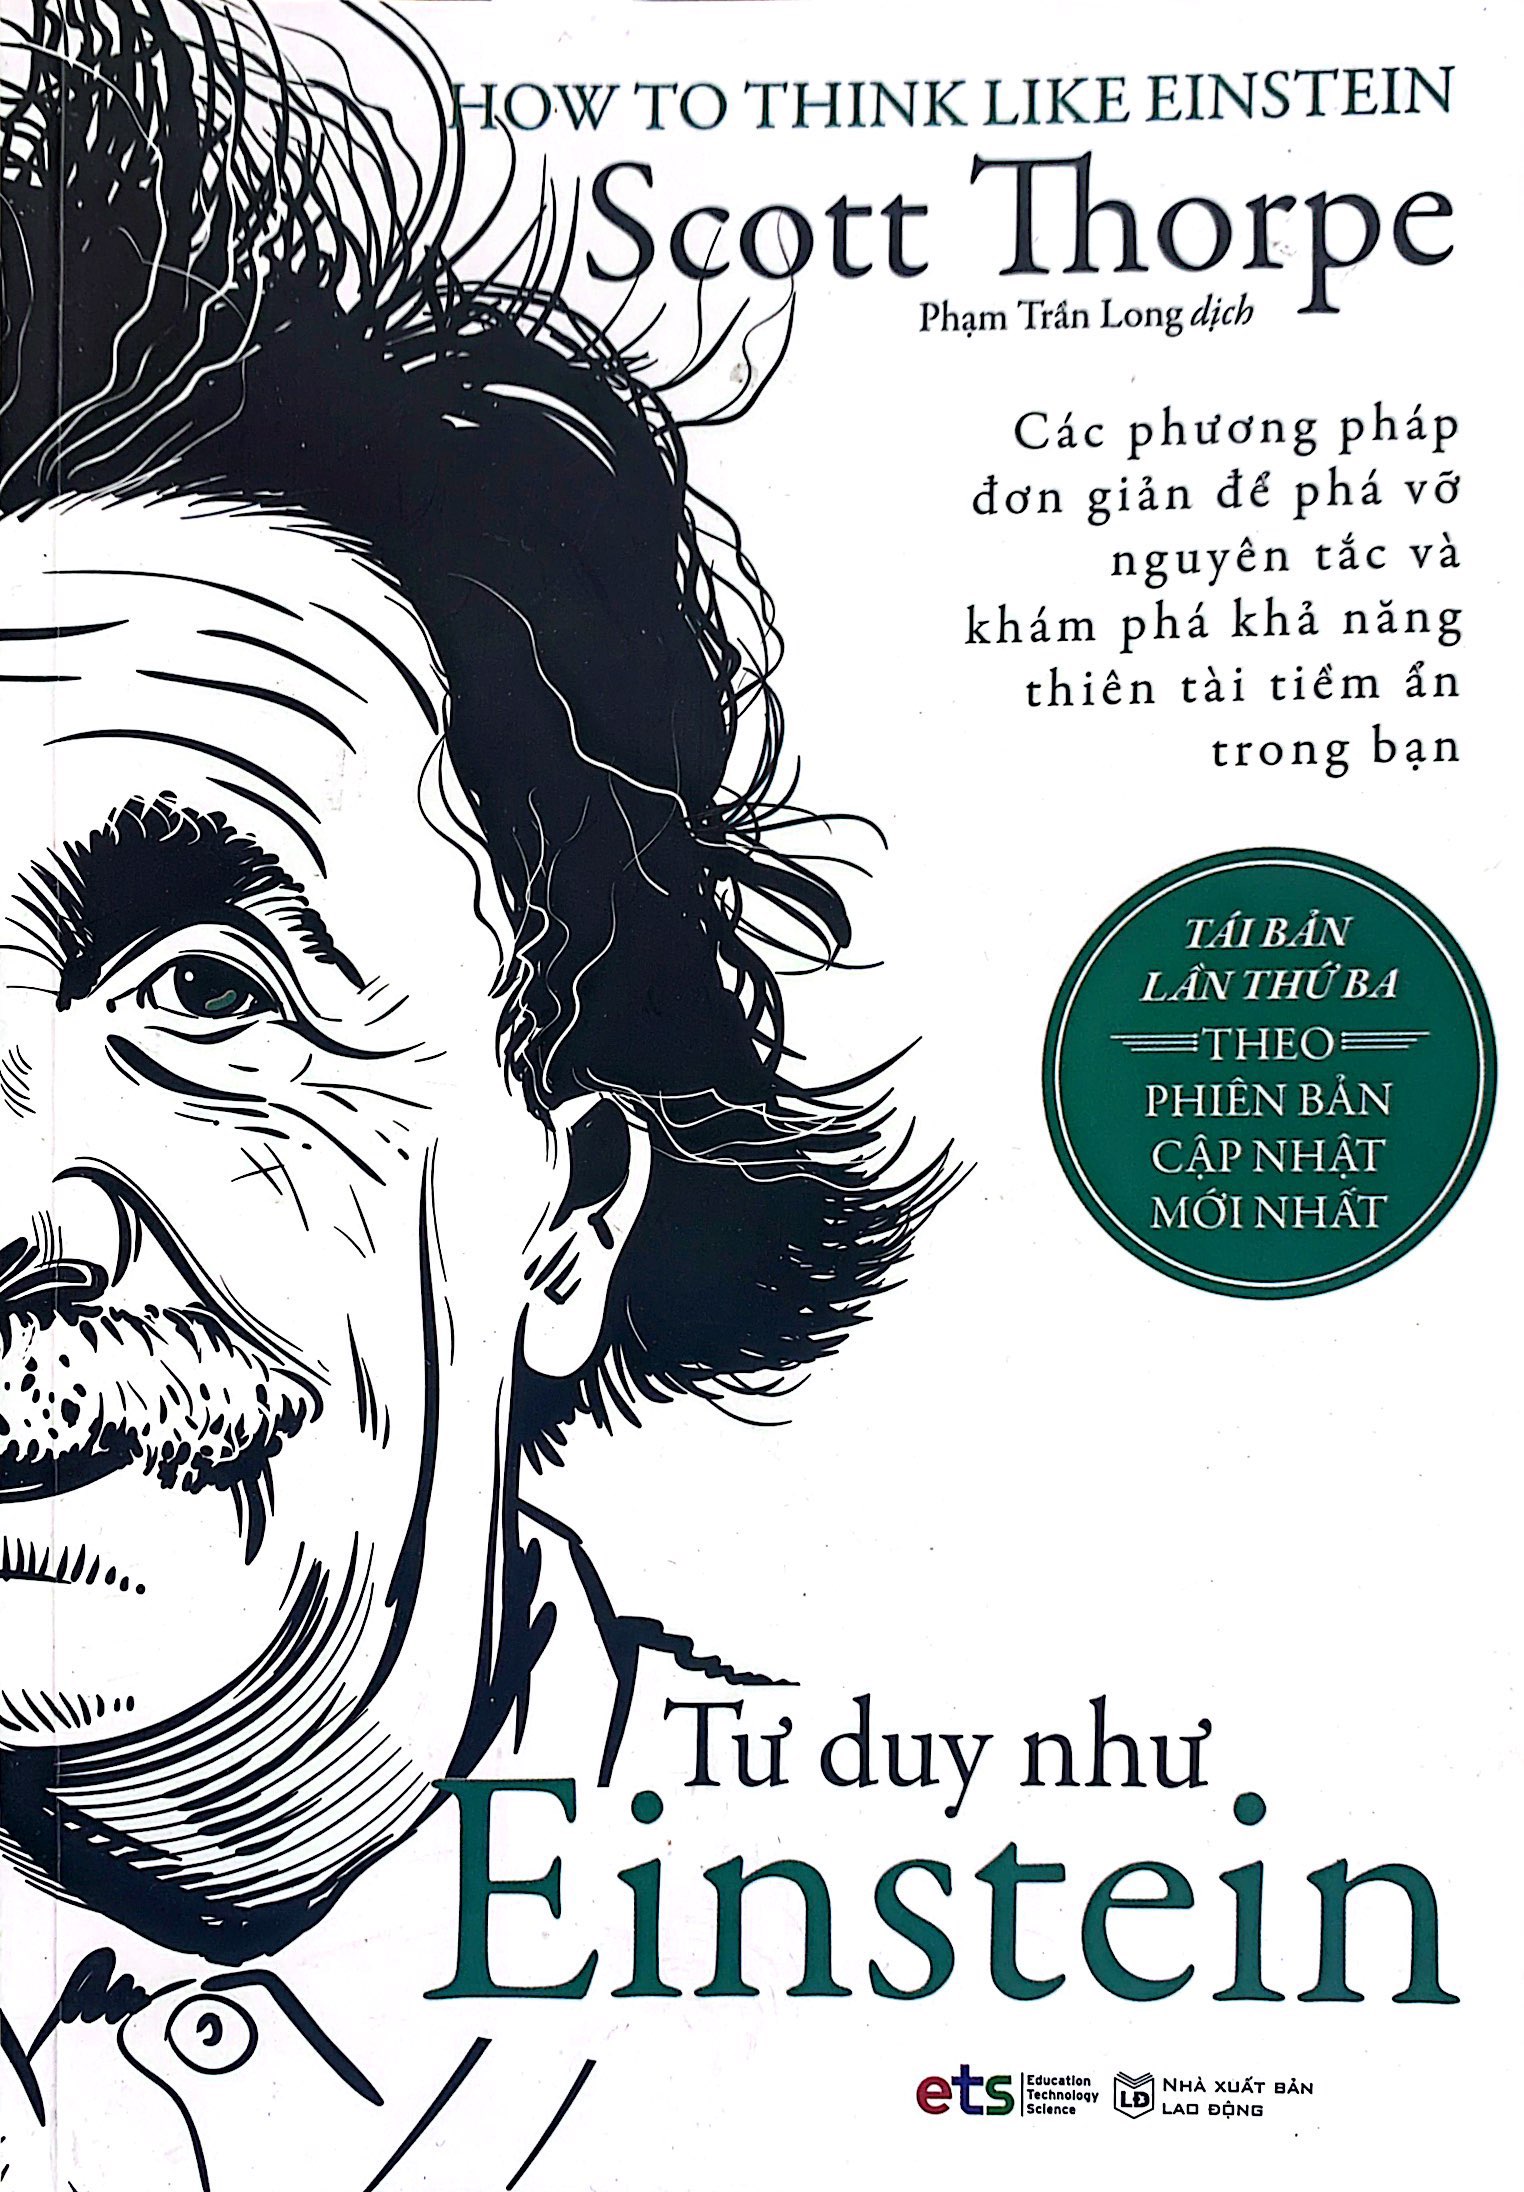 HOW TO THINK LIKE EINSTEIN
Scott Thorpe
Phạm Trần Long dịch
Các phương pháp
đơn giản để phá vỡ
nguyên tắc và
khám phá khả năng
thiên tài tiềm ẩn
trong bạn
TÁI BẢN
LẦN THỨ BA
THEO
PHIÊN BẢN
CẬP NHẬT
MỚI NHẤT
Tư duy như
Einstein
ets
Education
Technology
Science
LĐ
NHÀ XUẤT BẢN
LAO ĐỘNG